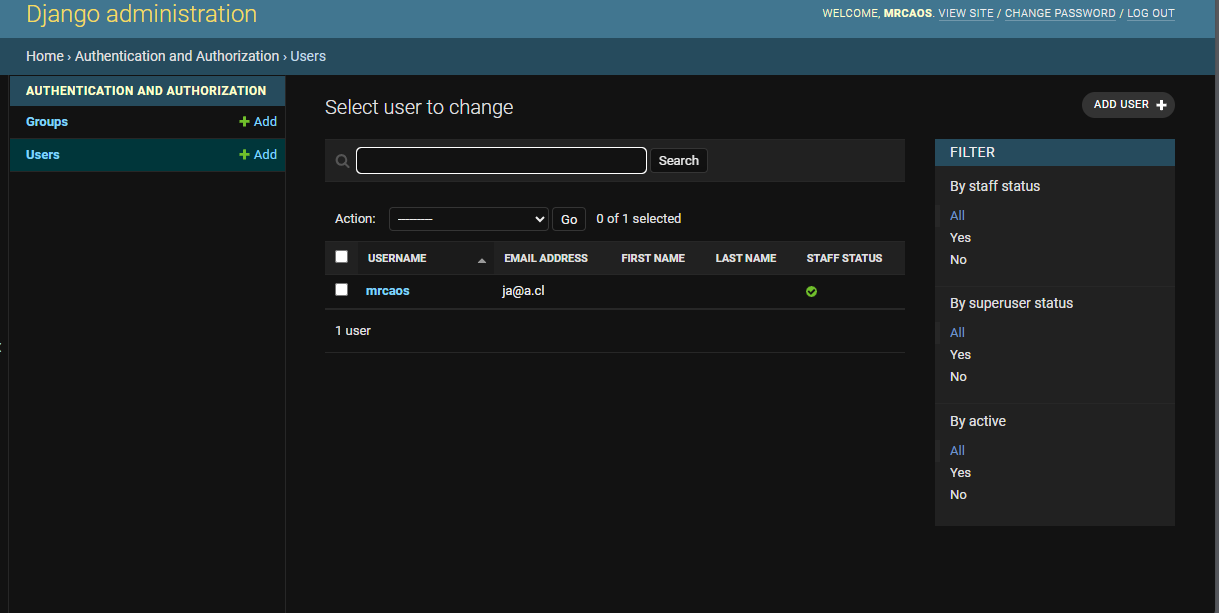 Django administration
WELCOME, MRCAOS. VIEW SITE / CHANGE PASSWORD / LOG OUT
Home › Authentication and Authorization › Users
AUTHENTICATION AND AUTHORIZATION
Groups + Add
Users + Add
Select user to change
ADD USER +
Search
Action: --------- Go 0 of 1 selected
USERNAME EMAIL ADDRESS FIRST NAME LAST NAME STAFF STATUS
mrcaos ja@a.cl
1 user
FILTER
By staff status
All
Yes
No
By superuser status
All
Yes
No
By active
All
Yes
No